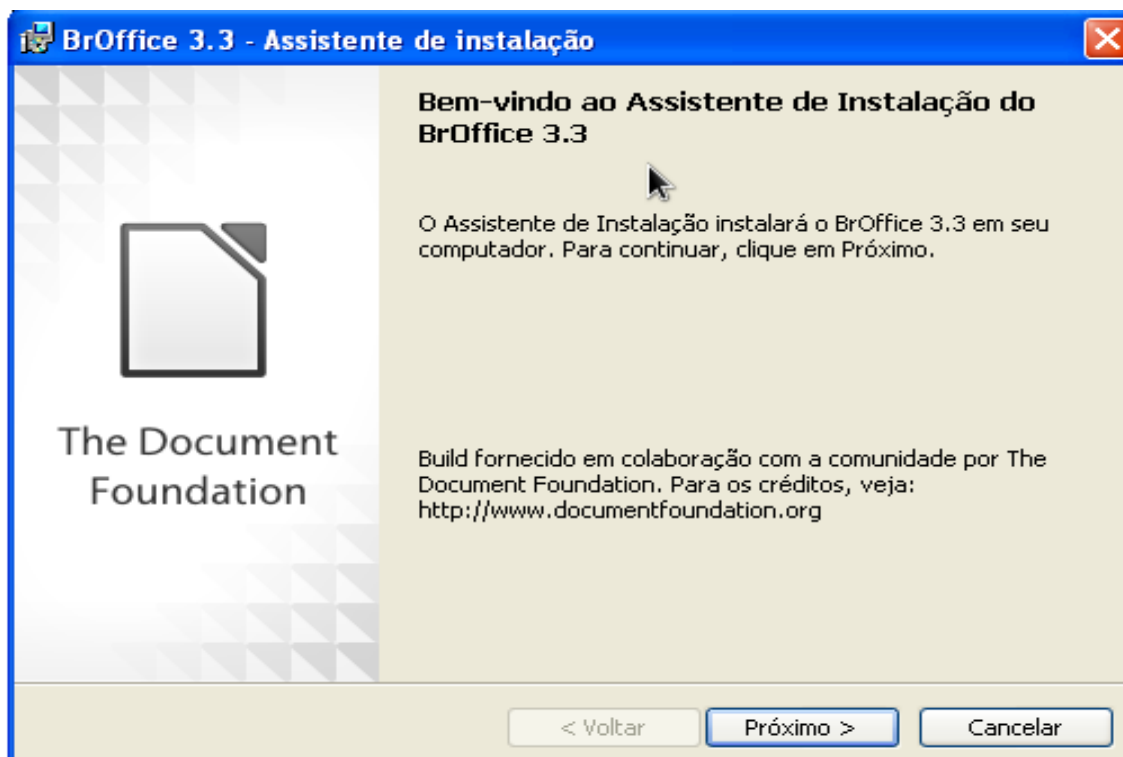 BrOffice 3.3 - Assistente de instalação
Bem-vindo ao Assistente de Instalação do
BrOffice 3.3
O Assistente de Instalação instalará o BrOffice 3.3 em seu
computador. Para continuar, clique em Próximo.
The Document
Foundation
Build fornecido em colaboração com a comunidade por The
Document Foundation. Para os créditos, veja:
http://www.documentfoundation.org
< Voltar
Próximo >
Cancelar